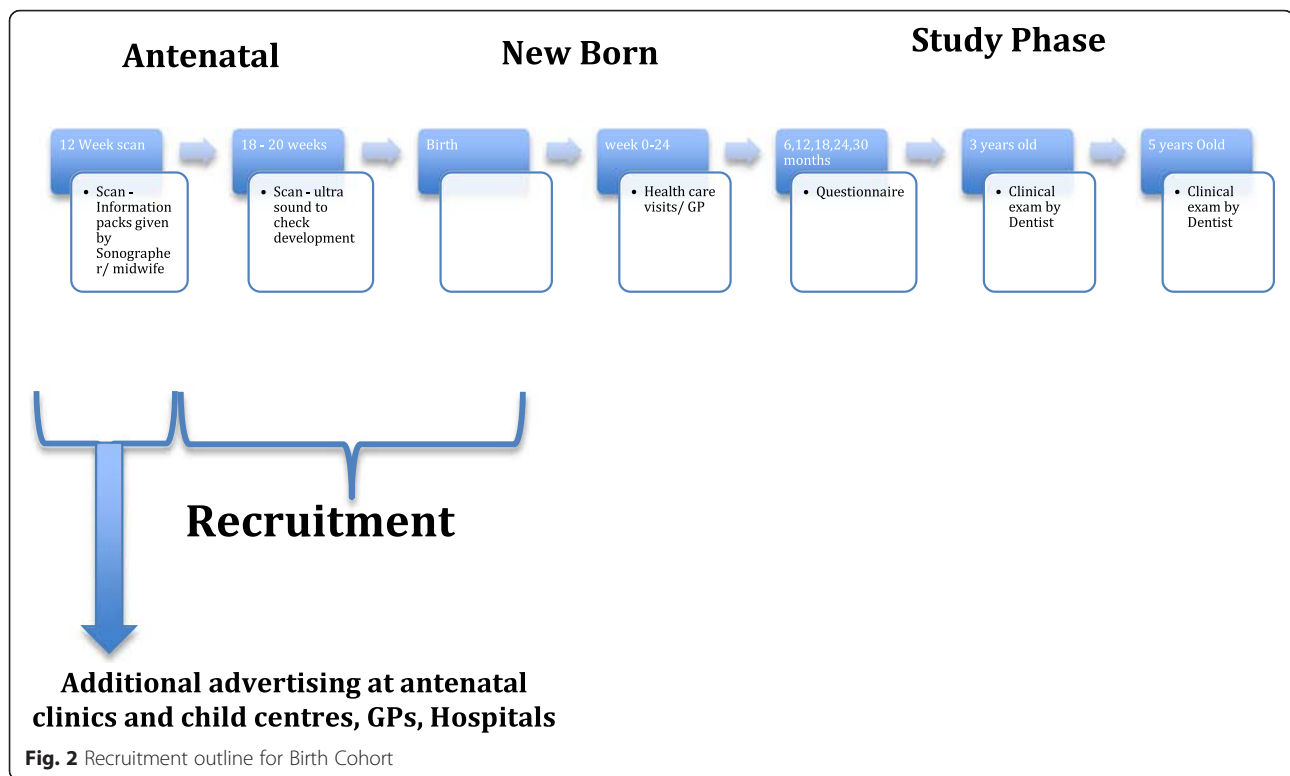 Antenatal
New Born
Study Phase
12 Week scan
• Scan -
Information
packs given
by
Sonographe
r/ midwife
18 - 20 weeks
• Scan - ultra
sound to
check
development
Birth
week 0-24
• Health care
visits/ GP
6,12,18,24,30
months
• Questionnaire
3 years old
• Clinical
exam by
Dentist
5 years Oold
• Clinical
exam by
Dentist
Recruitment
Additional advertising at antenatal
clinics and child centres, GPs, Hospitals
Fig. 2 Recruitment outline for Birth Cohort